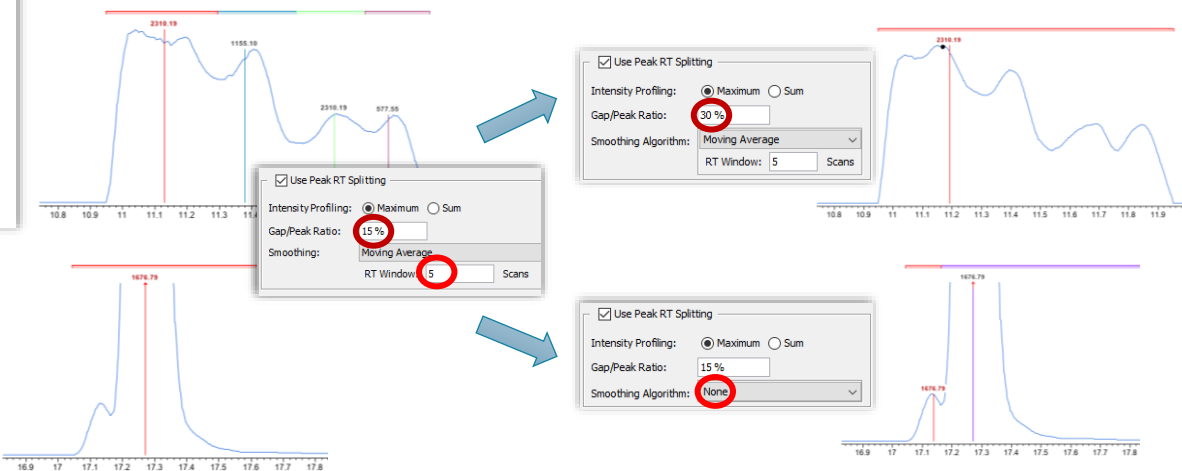 2310.19
1155.10
2310.19
577.55
10.8 10.9 11 11.1 11.2 11.3 11.4
Use Peak RT Splitting
Intensity Profiling: Maximum Sum
Gap/Peak Ratio: 15 %
Smoothing: Moving Average
RT Window: 5 Scans
Use Peak RT Splitting
Intensity Profiling: Maximum Sum
Gap/Peak Ratio: 30 %
Smoothing Algorithm: Moving Average
RT Window: 5 Scans
2310.19
10.8 10.9 11 11.1 11.2 11.3 11.4 11.5 11.6 11.7 11.8 11.9
1676.79
16.9 17 17.1 17.2 17.3 17.4 17.5 17.6 17.7 17.8
Use Peak RT Splitting
Intensity Profiling: Maximum Sum
Gap/Peak Ratio: 15 %
Smoothing Algorithm: None
1676.79
1676.79
16.9 17 17.1 17.2 17.3 17.4 17.5 17.6 17.7 17.8